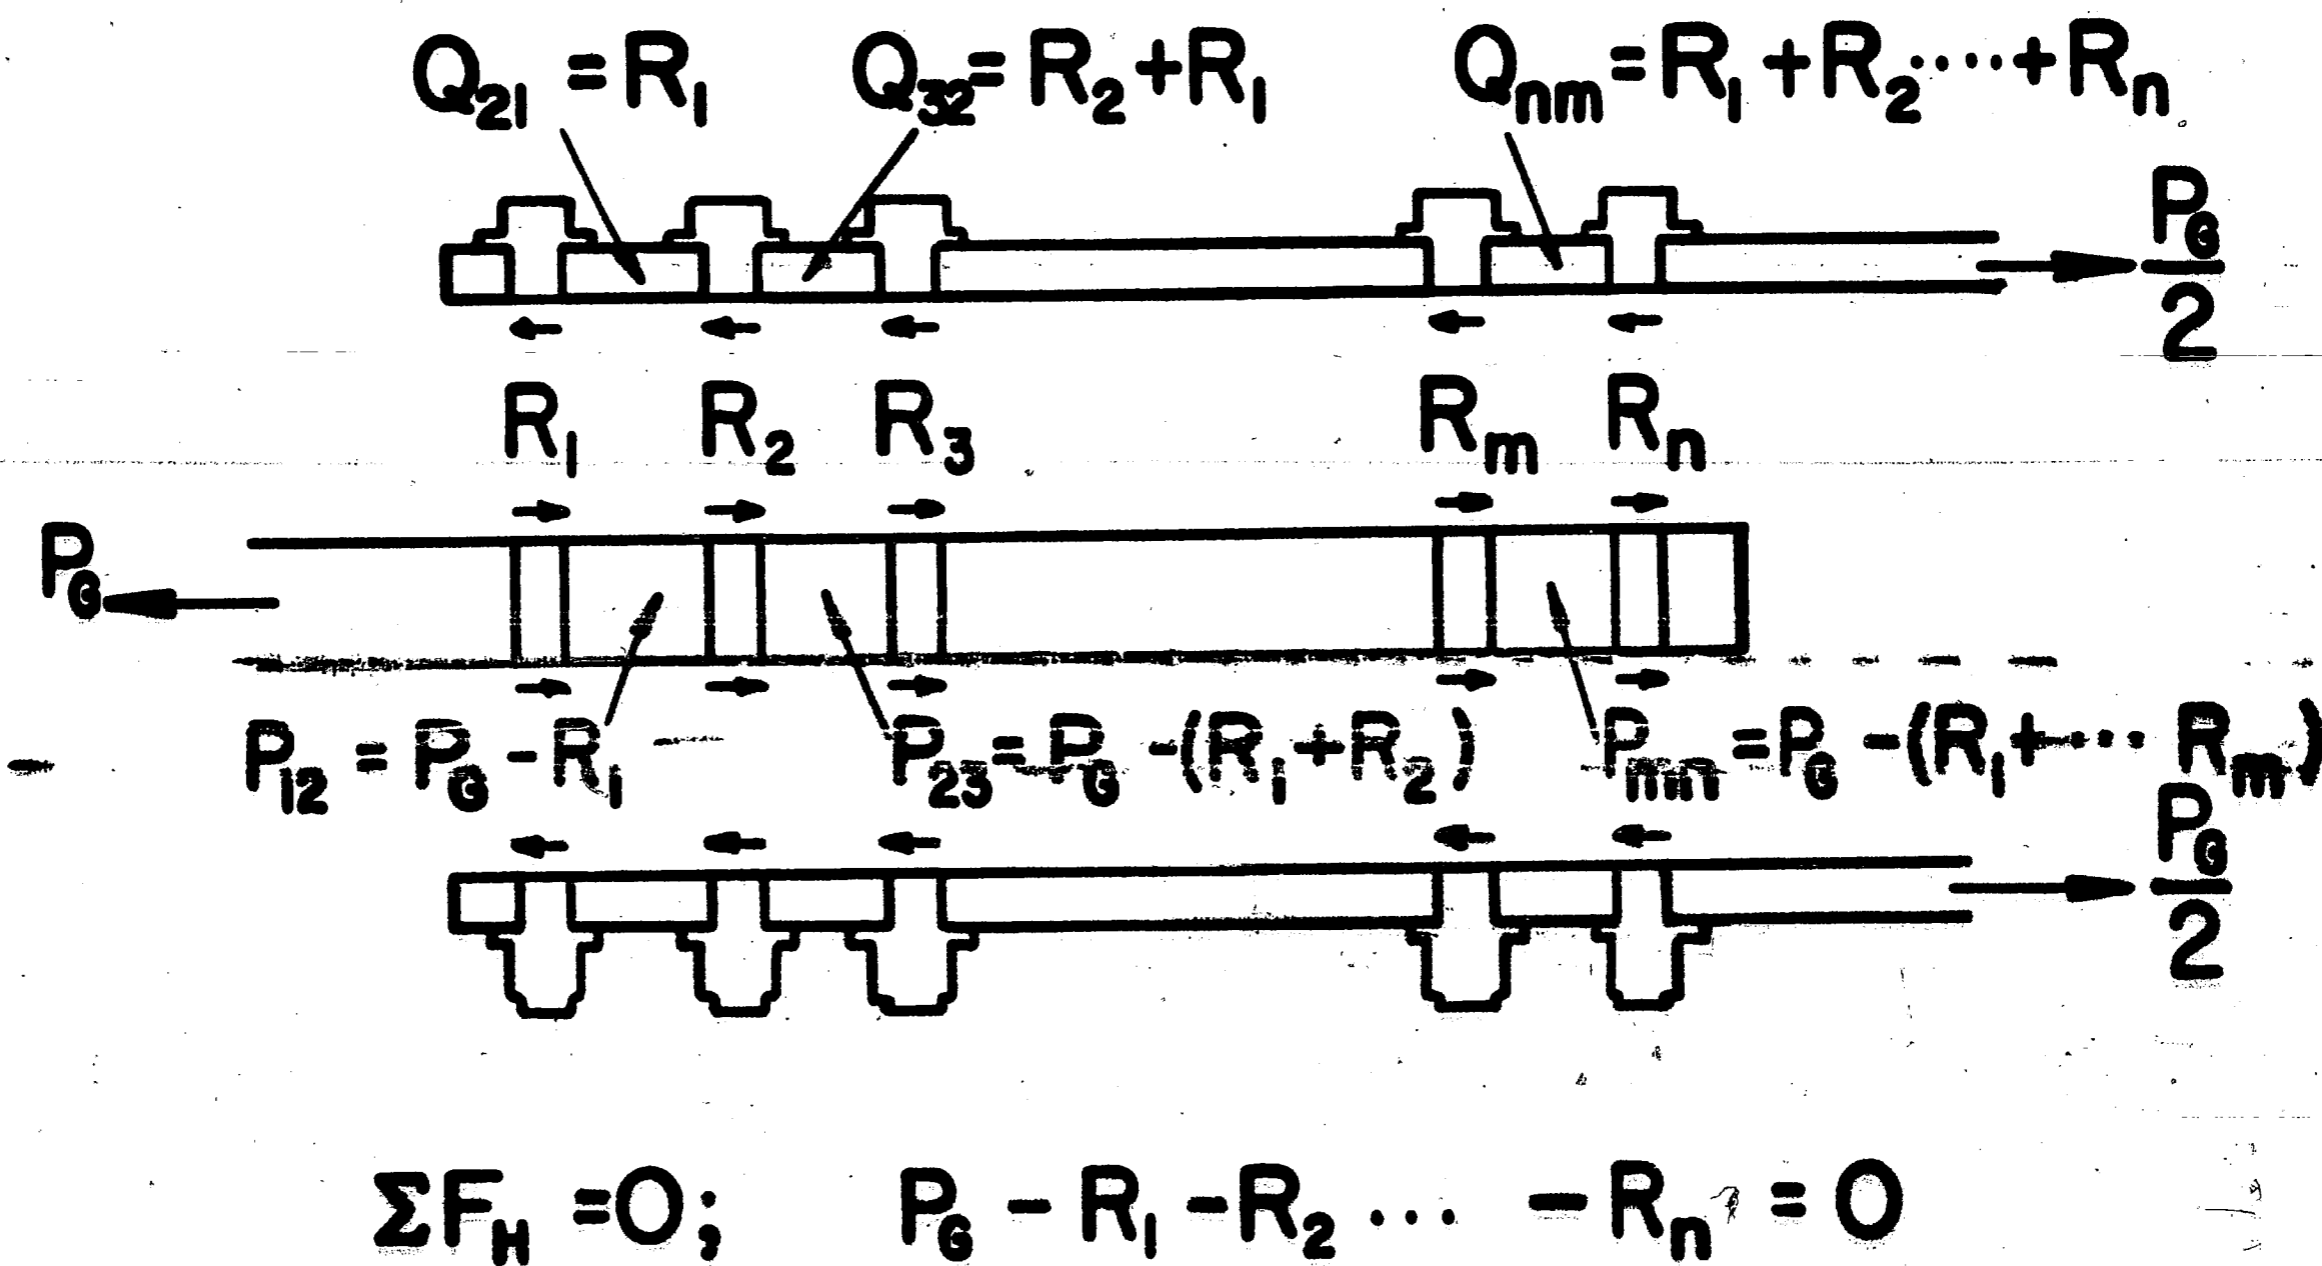 Q21 = R1 Q32 = R2 + R1 Qnm = R1 + R2 ···· + Rn
PG/2
R1 R2 R3 Rm Rn
PG
P12 = PG - R1 P23 = PG - (R1 + R2) Pmn = PG - (R1 + ··· Rm)
PG/2
ΣFH = 0; PG - R1 - R2 ... - Rn = 0